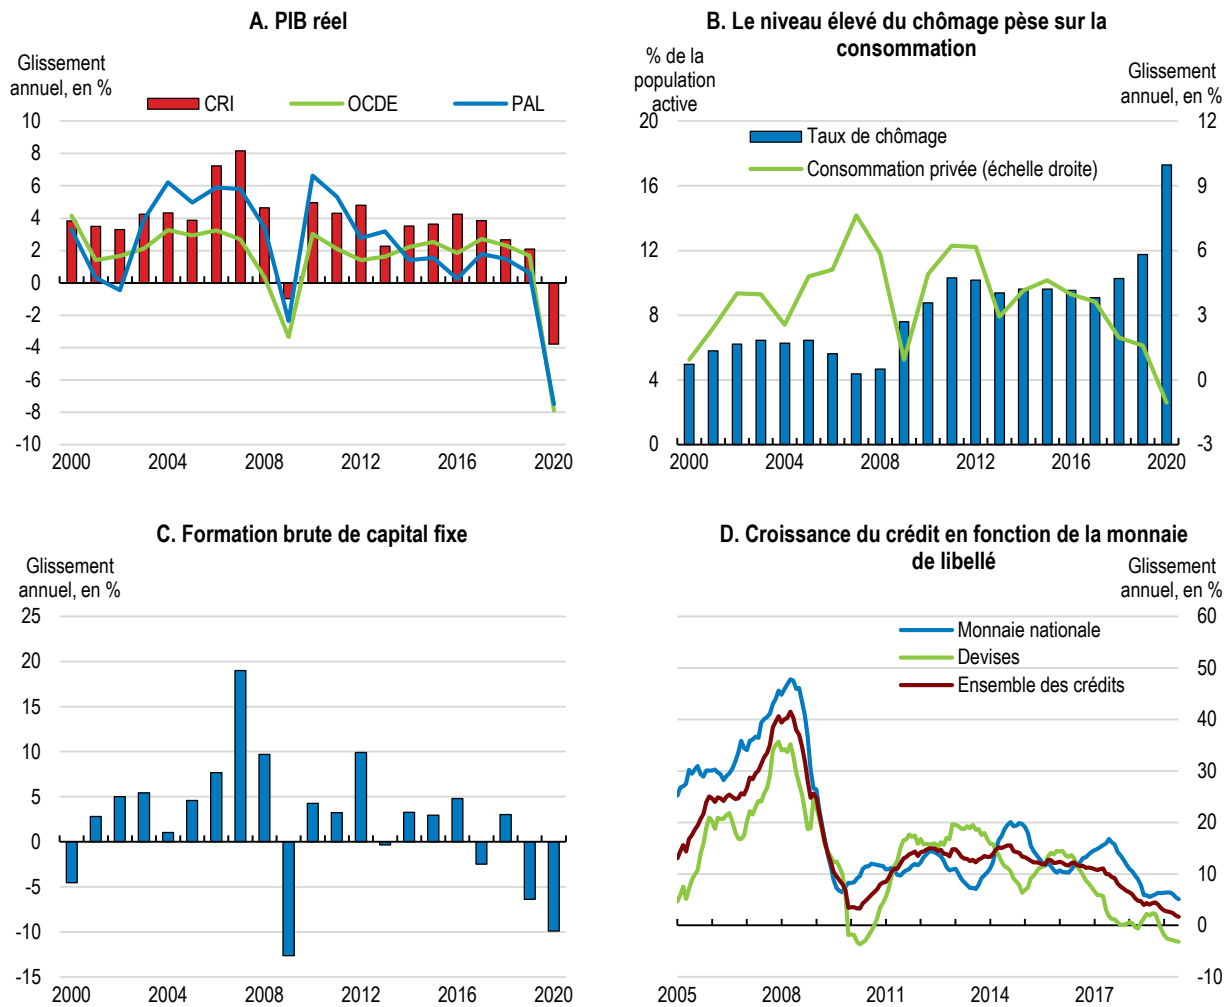 A. PIB réel
Glissement
annuel, en %
CRI
OCDE
PAL
10
8
6
4
2
0
-2
-4
-6
-8
-10
2000
2004
2008
2012
2016
2020
B. Le niveau élevé du chômage pèse sur la
consommation
% de la
population
active
Glissement
annuel, en %
Taux de chômage
Consommation privée (échelle droite)
20
16
12
8
4
0
12
9
6
3
0
-3
2000
2004
2008
2012
2016
2020
C. Formation brute de capital fixe
Glissement
annuel, en %
25
20
15
10
5
0
-5
-10
-15
2000
2004
2008
2012
2016
2020
D. Croissance du crédit en fonction de la monnaie
de libellé
Glissement
annuel, en %
Monnaie nationale
Devises
Ensemble des crédits
60
50
40
30
20
10
0
-10
2005
2008
2011
2014
2017